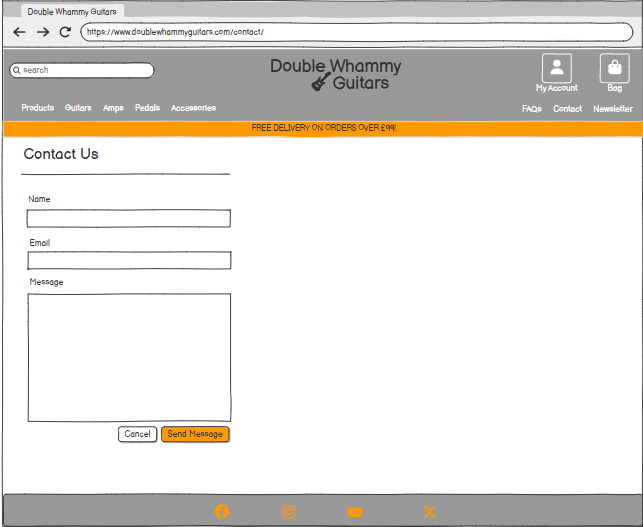 Double Whammy Guitars
https://www.doublewhammyguitars.com/contact/
search
Double Whammy
Guitars
My Account
Bag
Products Guitars Amps Pedals Accessories
FAQs Contact Newsletter
FREE DELIVERY ON ORDERS OVER £99!
Contact Us
Name
Email
Message
Cancel Send Message